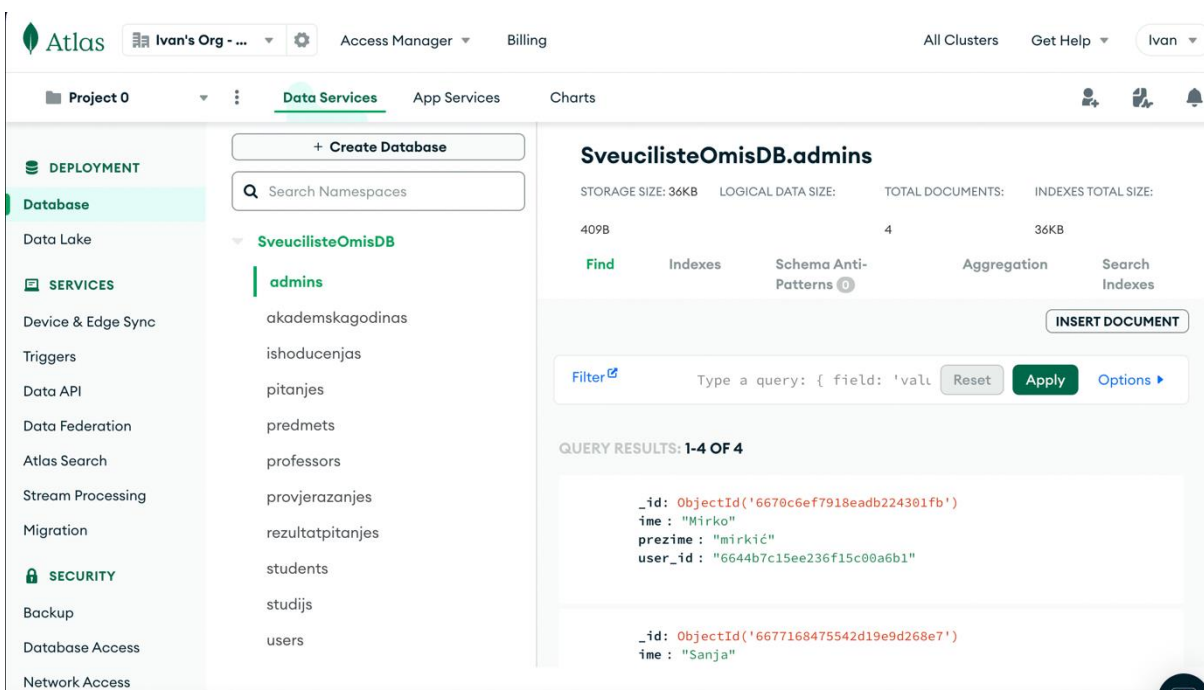 Atlas
Ivan's Org - ...
Access Manager
Billing
All Clusters
Get Help
Ivan
Project 0
Data Services
App Services
Charts
DEPLOYMENT
Database
Data Lake
SERVICES
Device & Edge Sync
Triggers
Data API
Data Federation
Atlas Search
Stream Processing
Migration
SECURITY
Backup
Database Access
Network Access
+ Create Database
Search Namespaces
SveucilisteOmisDB
admins
akademskagodinas
ishoducenjas
pitanjes
predmets
professors
provjerazanjes
rezultatpitanjes
students
studijs
users
SveucilisteOmisDB.admins
STORAGE SIZE: 36KB
LOGICAL DATA SIZE: 409B
TOTAL DOCUMENTS: 4
INDEXES TOTAL SIZE: 36KB
Find
Indexes
Schema Anti-
Patterns 0
Aggregation
Search
Indexes
INSERT DOCUMENT
Filter
Type a query: { field: 'valu
Reset
Apply
Options
QUERY RESULTS: 1-4 OF 4
_id: ObjectId('6670c6ef7918eadb224301fb')
ime : "Mirko"
prezime : "mirkić"
user_id : "6644b7c15ee236f15c00a6b1"
_id: ObjectId('6677168475542d19e9d268e7')
ime : "Sanja"